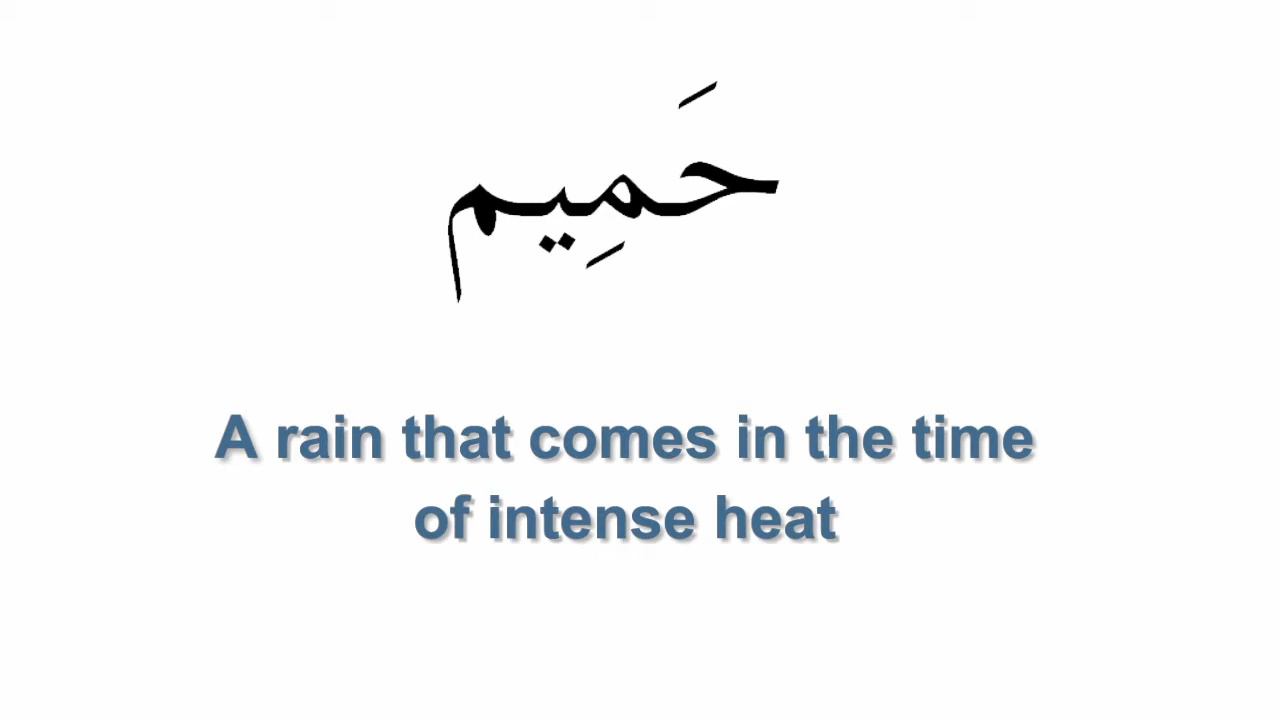 حَمِيم
A rain that comes in the time
of intense heat